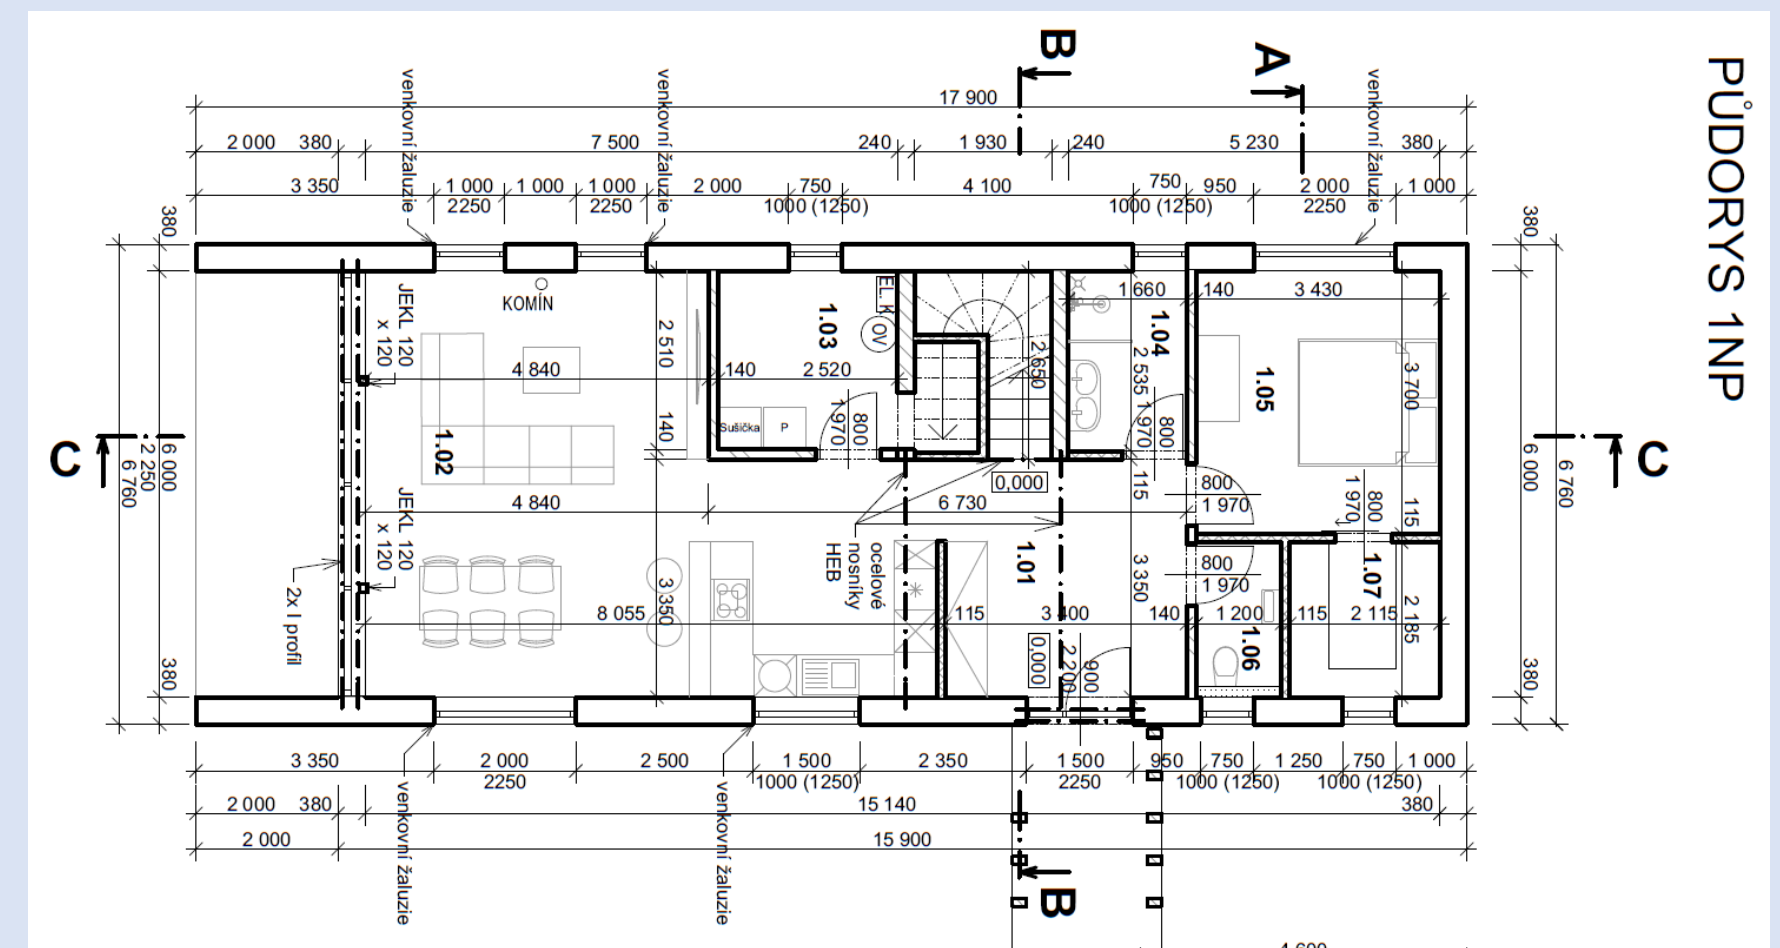 PŮDORYS 1NP
B
A
venkovní žaluzie
venkovní žaluzie
venkovní žaluzie
17 900
2 000 380 7 500 240 1 930 240 5 230 380
3 350 1 000 1 000 1 000 2 000 750 4 100 750 950 2 000 1 000
2250 2250 1000 (1250) 1000 (1250) 2250
380
380
KOMÍN
JEKL 120
x 120
EL. K
OV
1.03
1.04
1 660 140 3 430
2 510
2 650
2 535
1.05
3 700
4 840 140 2 520
140
Sušička
P
800
1 970
800
1 970
1.02
C
6 000
2 250
6 760
C
6 000
6 760
0,000
115
800
1 970
800
1 970
115
4 840 6 730
JEKL 120
x 120
ocelové
nosníky
HEB
1.01
3 350
800
1 970
1.07
2x I profil
3 350
8 055 115 3 400 140 1 200 115 2 115
2 185
1.06
0,000
900
2 200
380
380
3 350 2 000 2 500 1 500 2 350 1 500 950 750 1 250 750 1 000
2250 1000 (1250) 2250 1000 (1250) 1000 (1250)
2 000 380 15 140 380
2 000 15 900
venkovní žaluzie
venkovní žaluzie
B